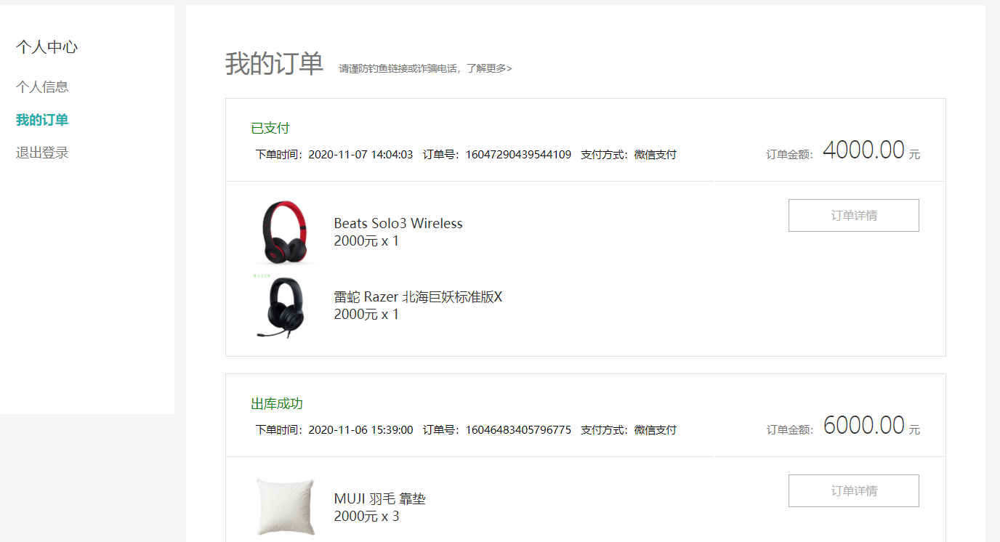 个人中心
个人信息
我的订单
退出登录
我的订单 请谨防钓鱼链接或诈骗电话，了解更多>
已支付
下单时间：2020-11-07 14:04:03 订单号：16047290439544109 支付方式：微信支付 订单金额：4000.00 元
Beats Solo3 Wireless
2000元 x 1
订单详情
RAZER
雷蛇 Razer 北海巨妖标准版X
2000元 x 1
出库成功
下单时间：2020-11-06 15:39:00 订单号：16046483405796775 支付方式：微信支付 订单金额：6000.00 元
MUJI 羽毛 靠垫
2000元 x 3
订单详情